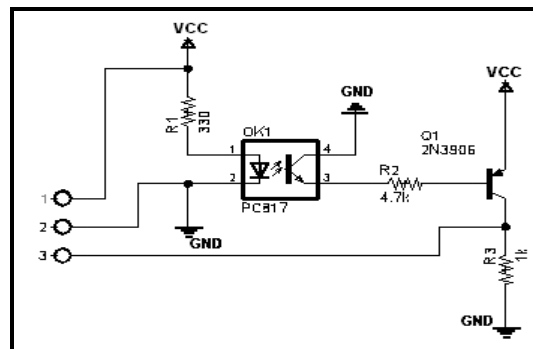 VCC
VCC
GND
R1
330
OK1
1
4
2
3
PC817
Q1
2N3906
R2
4.7k
1
2
3
GND
R3
1k
GND